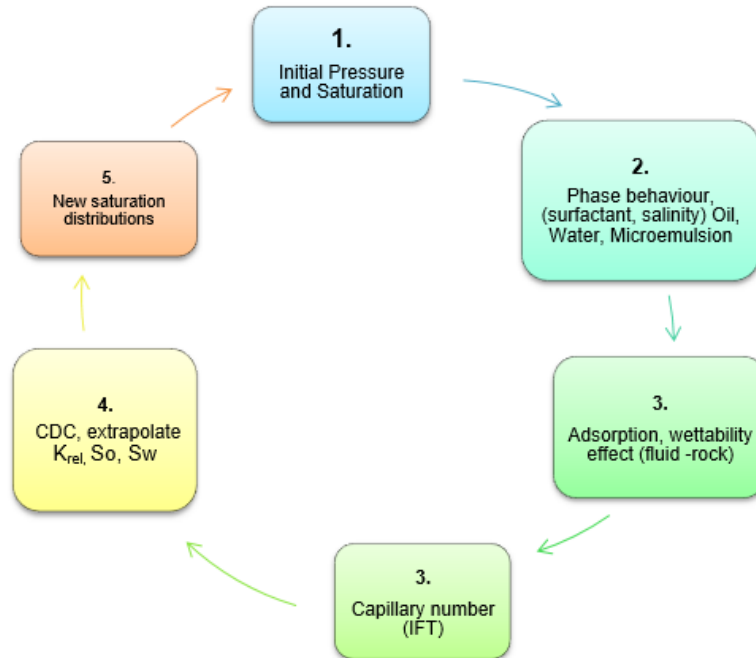 1.
Initial Pressure
and Saturation
2.
Phase behaviour,
(surfactant, salinity) Oil,
Water, Microemulsion
3.
Adsorption, wettability
effect (fluid -rock)
3.
Capillary number
(IFT)
4.
CDC, extrapolate
Krel, So, Sw
5.
New saturation
distributions